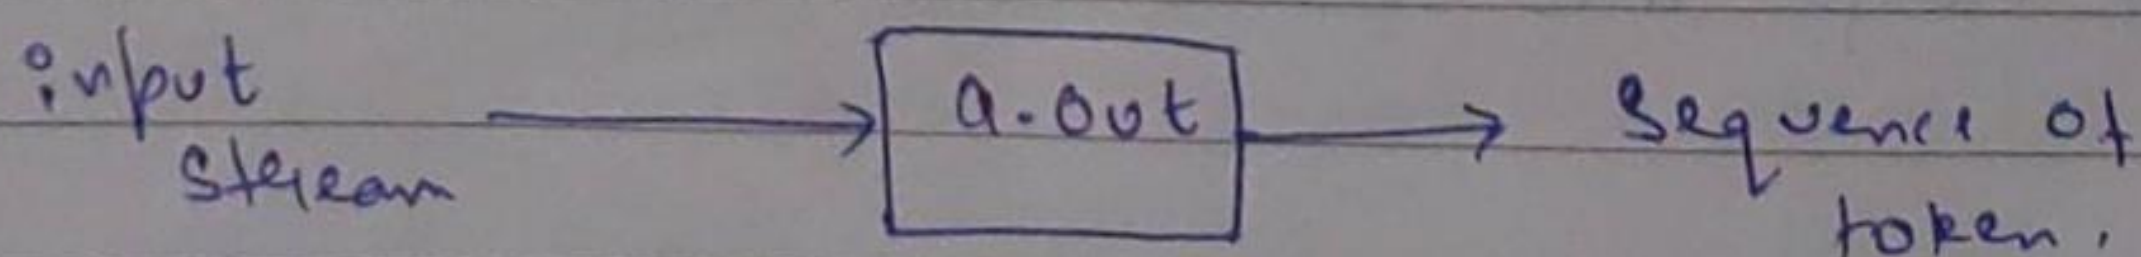 input
stream
a.out
Sequence of
token.